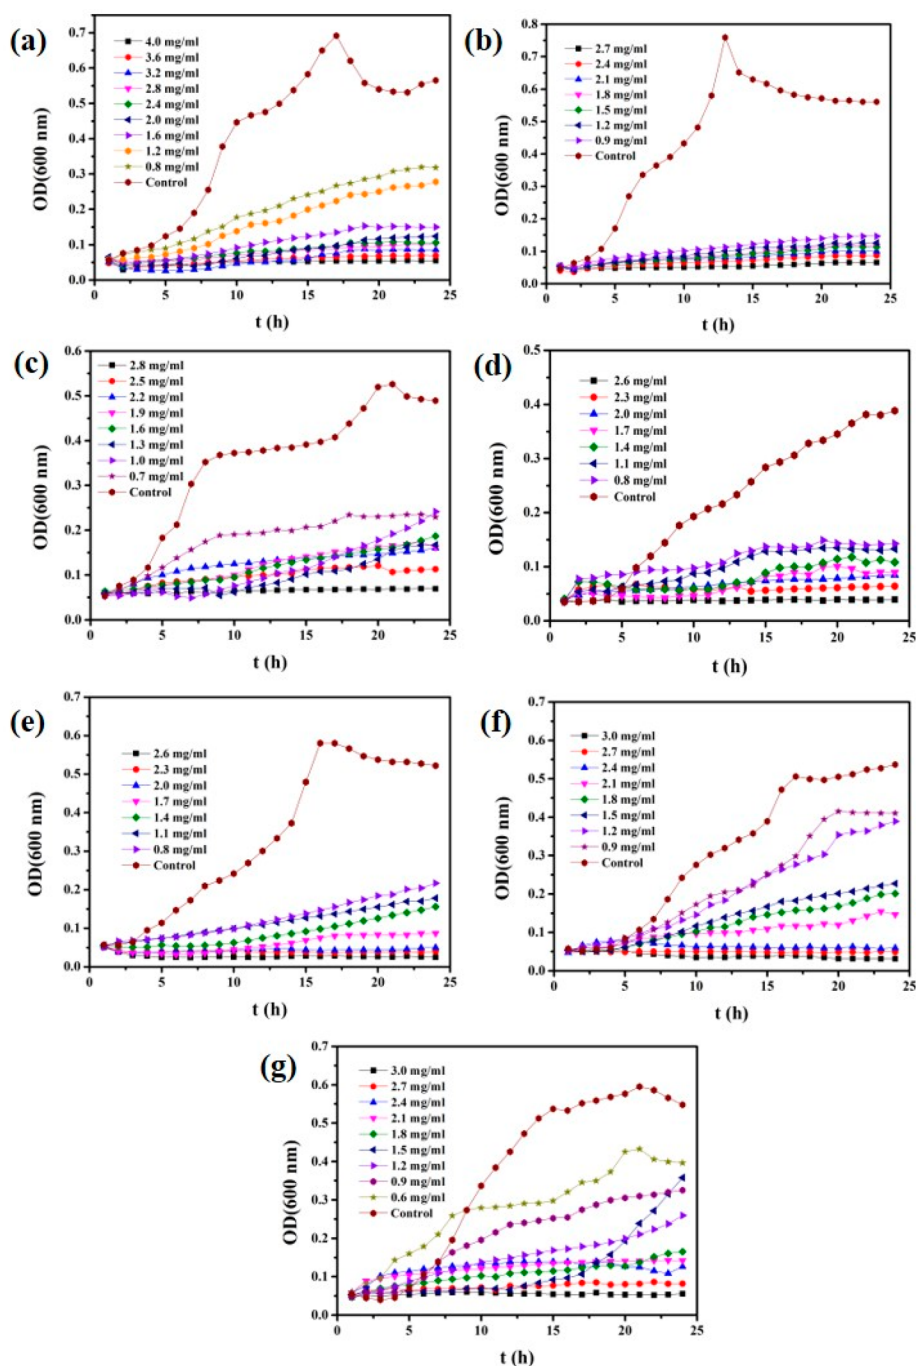 (a)
0.7
0.6
0.5
0.4
0.3
0.2
0.1
0.0
OD(600 nm)
4.0 mg/ml
3.6 mg/ml
3.2 mg/ml
2.8 mg/ml
2.4 mg/ml
2.0 mg/ml
1.6 mg/ml
1.2 mg/ml
0.8 mg/ml
Control
0 5 10 15 20 25
t (h)
(b)
0.8
0.7
0.6
0.5
0.4
0.3
0.2
0.1
0.0
OD(600 nm)
2.7 mg/ml
2.4 mg/ml
2.1 mg/ml
1.8 mg/ml
1.5 mg/ml
1.2 mg/ml
0.9 mg/ml
Control
0 5 10 15 20 25
t (h)
(c)
0.6
0.5
0.4
0.3
0.2
0.1
0.0
OD(600 nm)
2.8 mg/ml
2.5 mg/ml
2.2 mg/ml
1.9 mg/ml
1.6 mg/ml
1.3 mg/ml
1.0 mg/ml
0.7 mg/ml
Control
0 5 10 15 20 25
t (h)
(d)
0.5
0.4
0.3
0.2
0.1
0.0
OD(600 nm)
2.6 mg/ml
2.3 mg/ml
2.0 mg/ml
1.7 mg/ml
1.4 mg/ml
1.1 mg/ml
0.8 mg/ml
Control
0 5 10 15 20 25
t (h)
(e)
0.7
0.6
0.5
0.4
0.3
0.2
0.1
0.0
OD(600 nm)
2.6 mg/ml
2.3 mg/ml
2.0 mg/ml
1.7 mg/ml
1.4 mg/ml
1.1 mg/ml
0.8 mg/ml
Control
0 5 10 15 20 25
t (h)
(f)
0.7
0.6
0.5
0.4
0.3
0.2
0.1
0.0
OD(600 nm)
3.0 mg/ml
2.7 mg/ml
2.4 mg/ml
2.1 mg/ml
1.8 mg/ml
1.5 mg/ml
1.2 mg/ml
0.9 mg/ml
Control
0 5 10 15 20 25
t (h)
(g)
0.7
0.6
0.5
0.4
0.3
0.2
0.1
0.0
OD(600 nm)
3.0 mg/ml
2.7 mg/ml
2.4 mg/ml
2.1 mg/ml
1.8 mg/ml
1.5 mg/ml
1.2 mg/ml
0.9 mg/ml
0.6 mg/ml
Control
0 5 10 15 20 25
t (h)